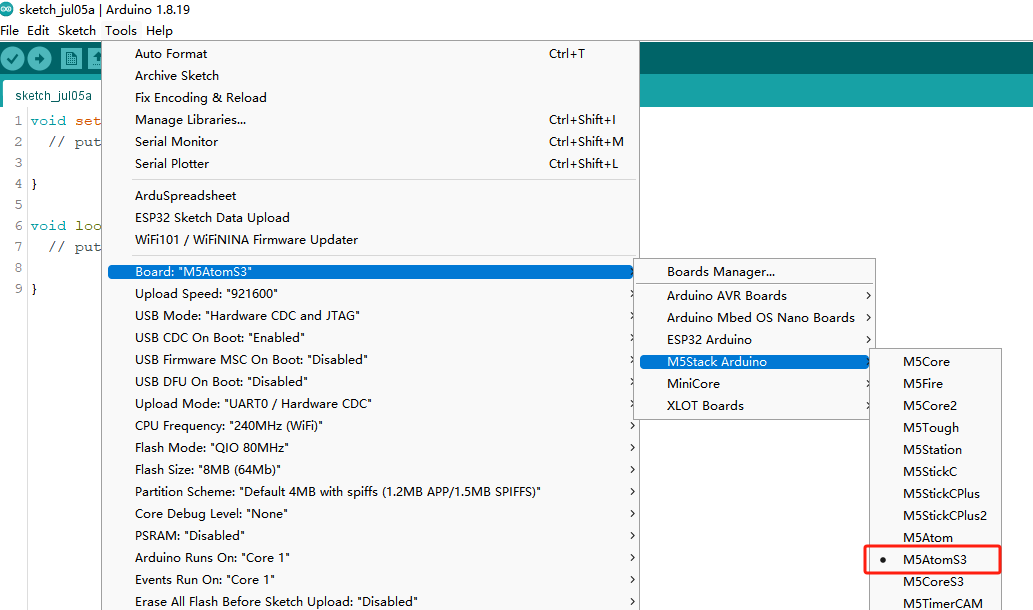 sketch_jul05a | Arduino 1.8.19
File Edit Sketch Tools Help
sketch_jul05a
1 void set
2 // put
3
4 }
5
6 void loo
7 // put
8
9 }
Auto Format Ctrl+T
Archive Sketch
Fix Encoding & Reload
Manage Libraries... Ctrl+Shift+I
Serial Monitor Ctrl+Shift+M
Serial Plotter Ctrl+Shift+L
ArduSpreadsheet
ESP32 Sketch Data Upload
WiFi101 / WiFiNINA Firmware Updater
Board: "M5AtomS3"
Upload Speed: "921600"
USB Mode: "Hardware CDC and JTAG"
USB CDC On Boot: "Enabled"
USB Firmware MSC On Boot: "Disabled"
USB DFU On Boot: "Disabled"
Upload Mode: "UART0 / Hardware CDC"
CPU Frequency: "240MHz (WiFi)"
Flash Mode: "QIO 80MHz"
Flash Size: "8MB (64Mb)"
Partition Scheme: "Default 4MB with spiffs (1.2MB APP/1.5MB SPIFFS)"
Core Debug Level: "None"
PSRAM: "Disabled"
Arduino Runs On: "Core 1"
Events Run On: "Core 1"
Erase All Flash Before Sketch Upload: "Disabled"
Boards Manager...
Arduino AVR Boards
Arduino Mbed OS Nano Boards
ESP32 Arduino
M5Stack Arduino
MiniCore
XLOT Boards
M5Core
M5Fire
M5Core2
M5Tough
M5Station
M5StickC
M5StickCPlus
M5StickCPlus2
M5Atom
M5AtomS3
M5CoreS3
M5TimerCAM